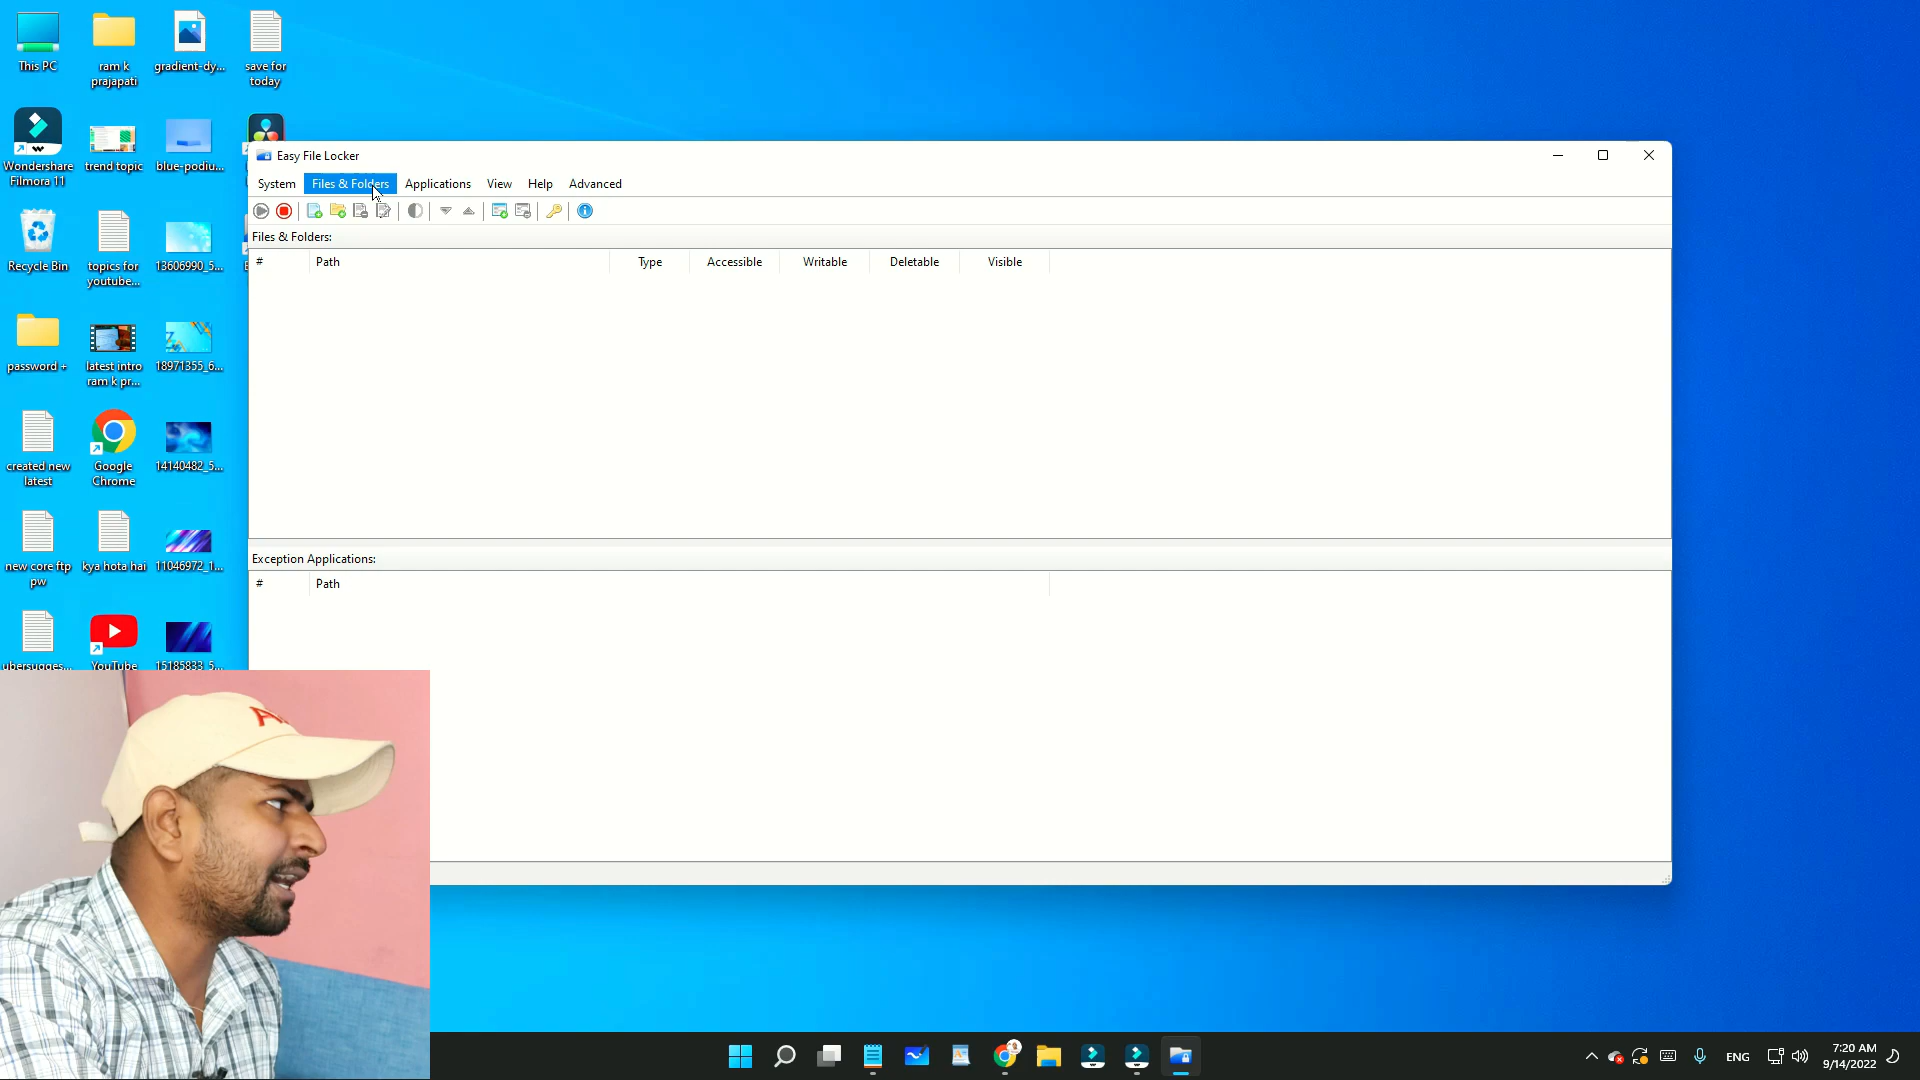 This PC
ram k
prajapati
gradient-dy...
save for
today
Wondershare
Filmora 11
trend topic
blue-podiu...
Recycle Bin
topics for
youtube...
13606990_5...
password +
latest intro
ram k pr...
18971355_6...
created new
latest
Google
Chrome
14140482_5...
new core ftp
pw
kya hota hai
11046972_1...
ubersugges...
YouTube
15185833_5...
Easy File Locker
System Files & Folders Applications View Help Advanced
Files & Folders:
# Path Type Accessible Writable Deletable Visible
Exception Applications:
# Path
ENG
7:20 AM
9/14/2022